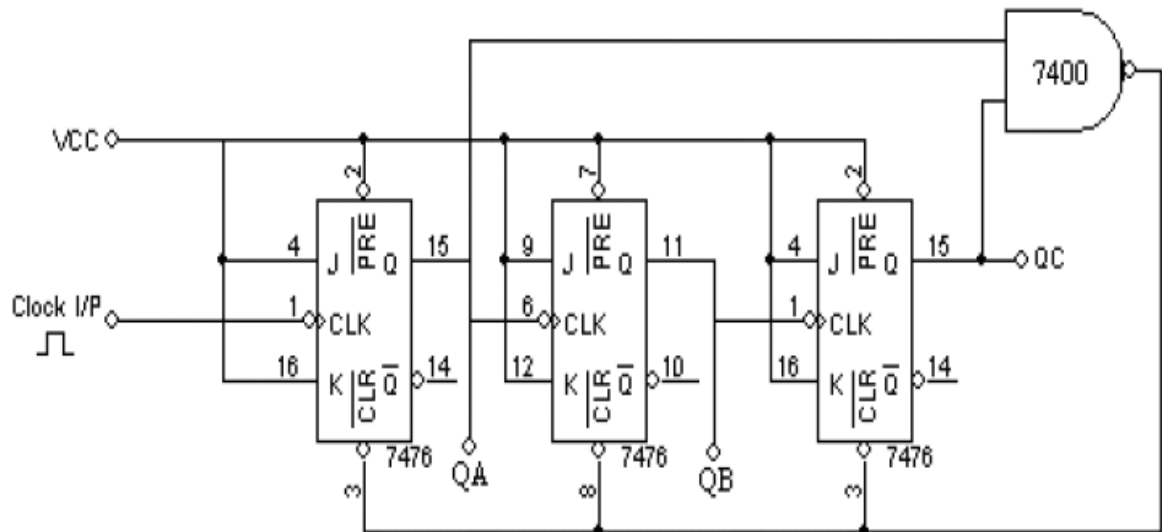 7400
VCC
2
7
2
4
J
PRE
Q
15
9
J
PRE
Q
11
4
J
PRE
Q
15
QC
Clock I/P
1
CLK
6
CLK
1
CLK
16
K
CLR
Q
14
12
K
CLR
Q
10
16
K
CLR
Q
14
3
7476
QA
8
7476
QB
3
7476